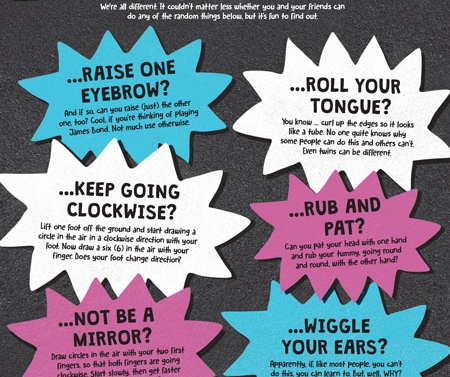 We're all different. It couldn't matter less whether you and your friends can
do any of the random things below, but it's fun to find out.
...RAISE ONE
EYEBROW?
And if so, can you raise (just) the other
one, too? Cool, if you're thinking of playing
James Bond. Not much use otherwise.
...ROLL YOUR
TONGUE?
You know ... curl up the edges so it looks
like a tube. No one quite knows why
some people can do this and others can't.
Even twins can be different.
...KEEP GOING
CLOCKWISE?
Lift one foot off the ground and start drawing a
circle in the air in a clockwise direction with your
foot. Now draw a six (6) in the air with your
finger. Does your foot change direction?
...RUB AND
PAT?
Can you pat your head with one hand
and rub your tummy, going round
and round, with the other hand?
...NOT BE A
MIRROR?
Draw circles in the air with your two first
fingers, so that both fingers are going
clockwise. Start slowly, then get faster
...WIGGLE
YOUR EARS?
Apparently, if, like most people, you can't
do this, you can learn to. But well, WHY?